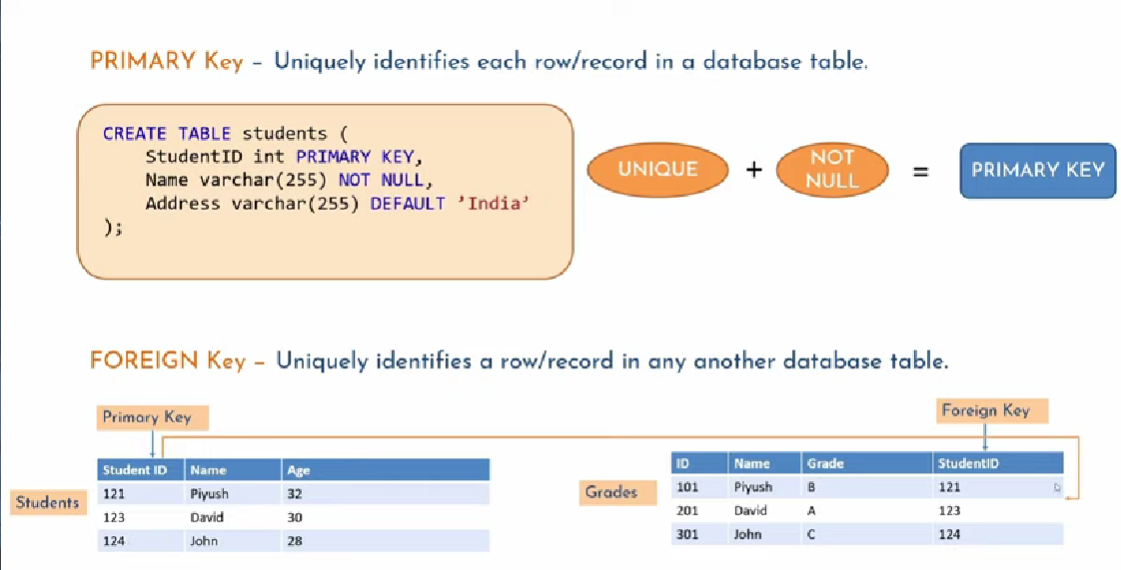 PRIMARY Key – Uniquely identifies each row/record in a database table.
CREATE TABLE students (
StudentID int PRIMARY KEY,
Name varchar(255) NOT NULL,
Address varchar(255) DEFAULT ’India’
);
UNIQUE + NOT NULL = PRIMARY KEY
FOREIGN Key – Uniquely identifies a row/record in any another database table.
Primary Key
Students
Student ID Name Age
121 Piyush 32
123 David 30
124 John 28
Foreign Key
Grades
ID Name Grade StudentID
101 Piyush B 121
201 David A 123
301 John C 124